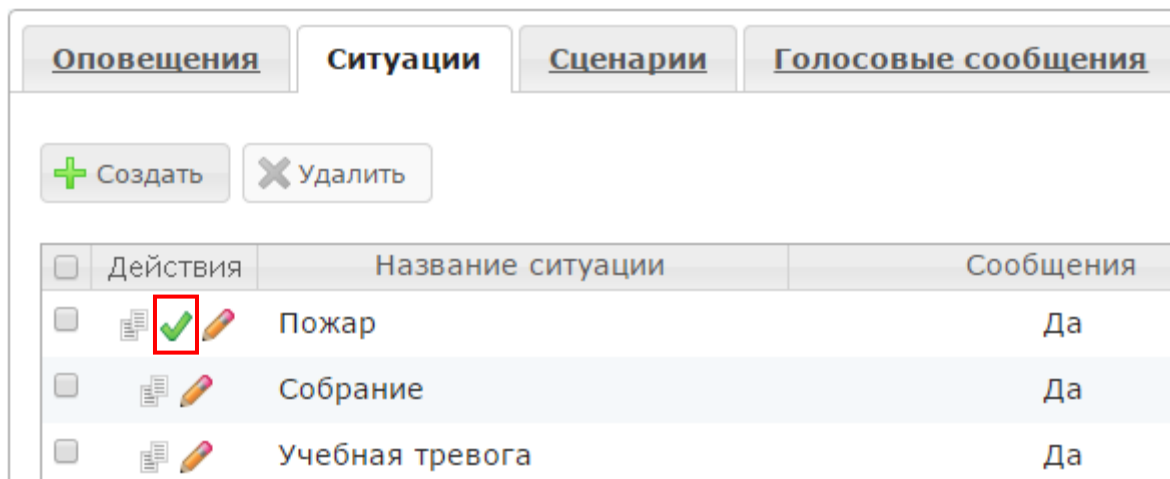 Оповещения Ситуации Сценарии Голосовые сообщения
Создать Удалить
Действия Название ситуации Сообщения
Пожар Да
Собрание Да
Учебная тревога Да